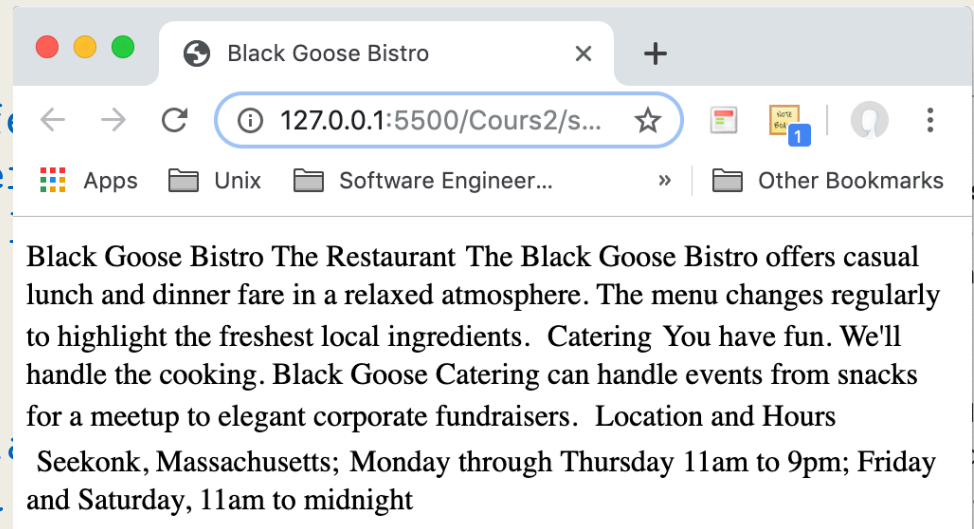 Black Goose Bistro
127.0.0.1:5500/Cours2/s...
1
Apps Unix Software Engineer... » Other Bookmarks
Black Goose Bistro The Restaurant The Black Goose Bistro offers casual
lunch and dinner fare in a relaxed atmosphere. The menu changes regularly
to highlight the freshest local ingredients. Catering You have fun. We'll
handle the cooking. Black Goose Catering can handle events from snacks
for a meetup to elegant corporate fundraisers. Location and Hours
Seekonk, Massachusetts; Monday through Thursday 11am to 9pm; Friday
and Saturday, 11am to midnight